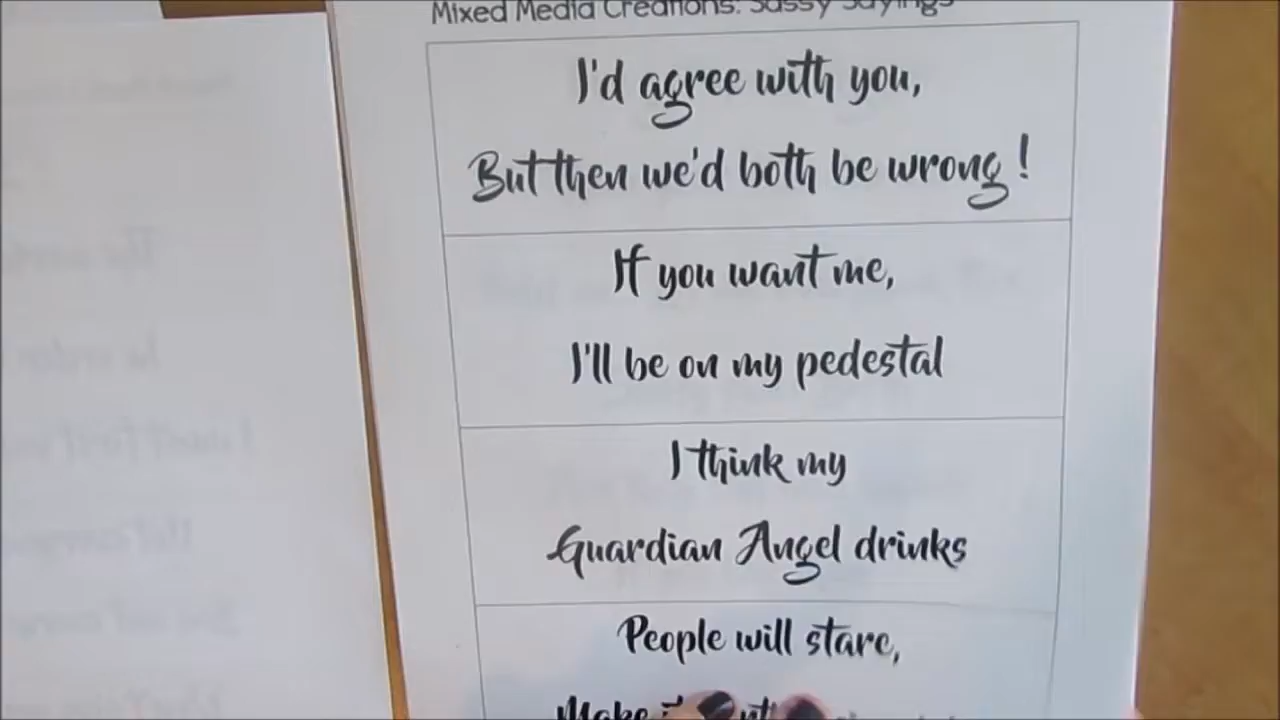 Mixed Media Creations: Sassy Sayings
I'd agree with you,
But then we'd both be wrong!
If you want me,
I'll be on my pedestal
I think my
Guardian Angel drinks
People will stare,
Make